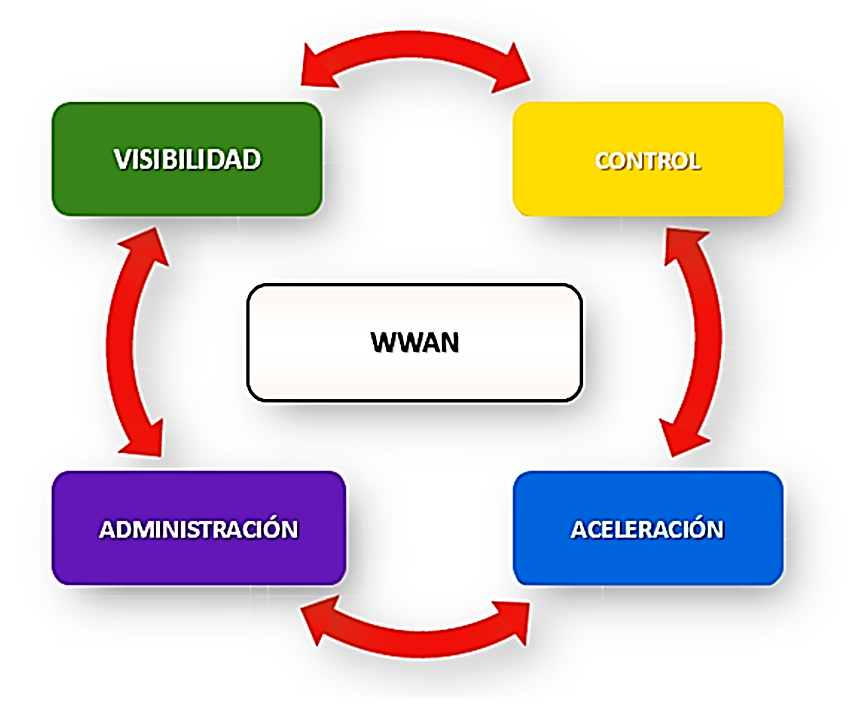 VISIBILIDAD
CONTROL
WWAN
ADMINISTRACIÓN
ACELERACIÓN